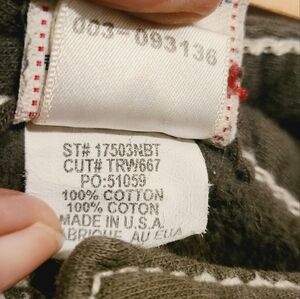 003-093136
ST# 17503NBT
CUT# TRW667
PO:51059
100% COTTON
100% COTON
MADE IN U.S.A.
FABRIQUE AU EUA